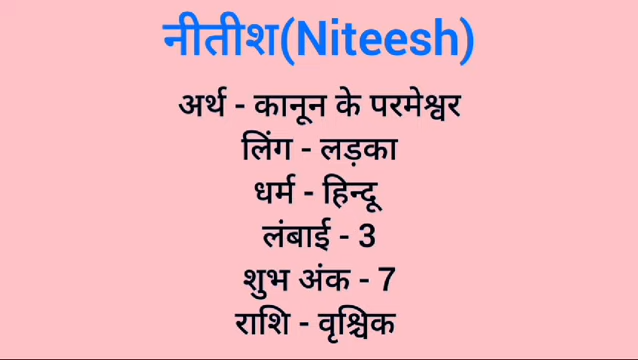 नीतीश(Niteesh)
अर्थ - कानून के परमेश्वर
लिंग - लड़का
धर्म - हिन्दू
लंबाई - 3
शुभ अंक - 7
राशि - वृश्चिक